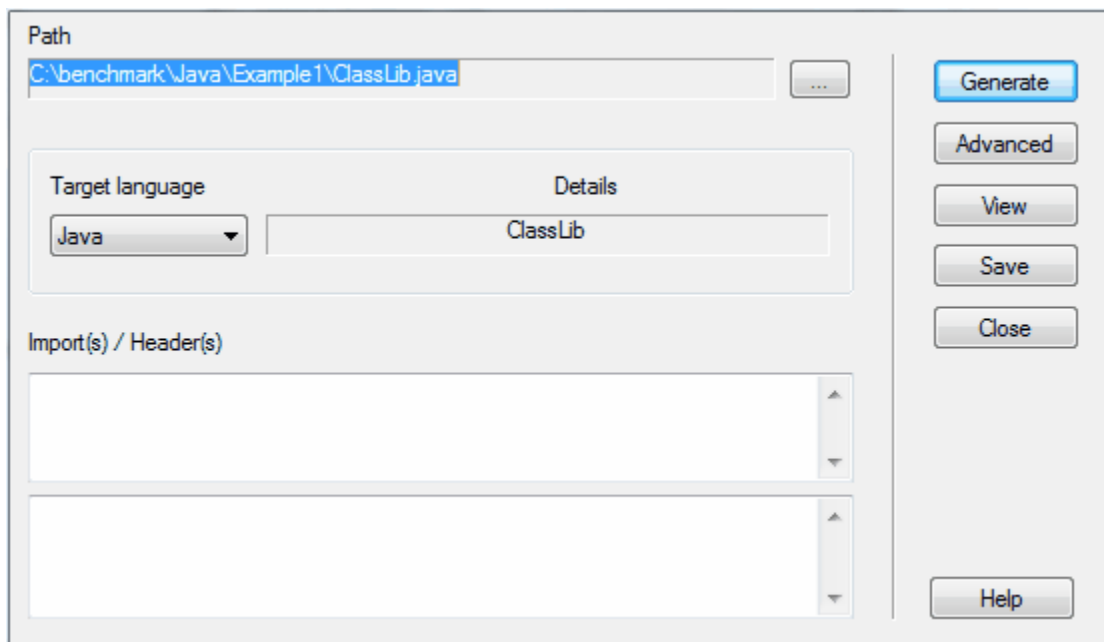 Path
C:\benchmark\Java\Example1\ClassLib.java
...
Generate
Advanced
Target language
Details
View
Java
ClassLib
Save
Close
Import(s) / Header(s)
Help